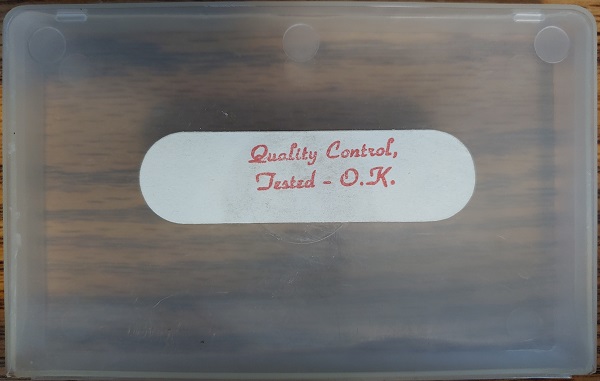 Quality Control,
Tested - O.K.